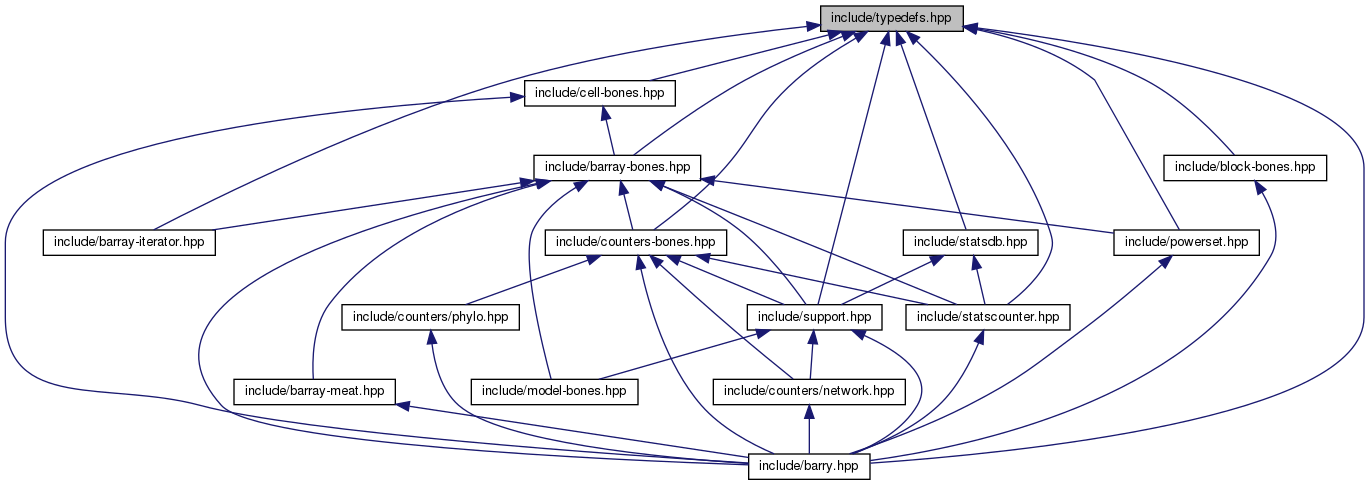 include/typedefs.hpp
include/cell-bones.hpp
include/barray-bones.hpp
include/block-bones.hpp
include/barray-iterator.hpp
include/counters-bones.hpp
include/statsdb.hpp
include/powerset.hpp
include/counters/phylo.hpp
include/support.hpp
include/statscounter.hpp
include/barray-meat.hpp
include/model-bones.hpp
include/counters/network.hpp
include/barry.hpp